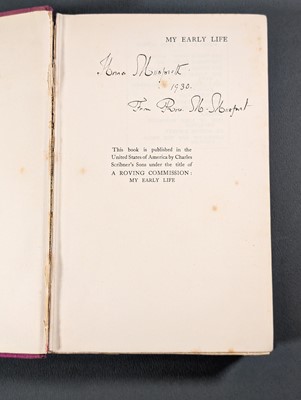 MY EARLY LIFE
1930.
From Rose M.
This book is published in the
United States of America by Charles
Scribner's Sons under the title of
A ROVING COMMISSION:
MY EARLY LIFE